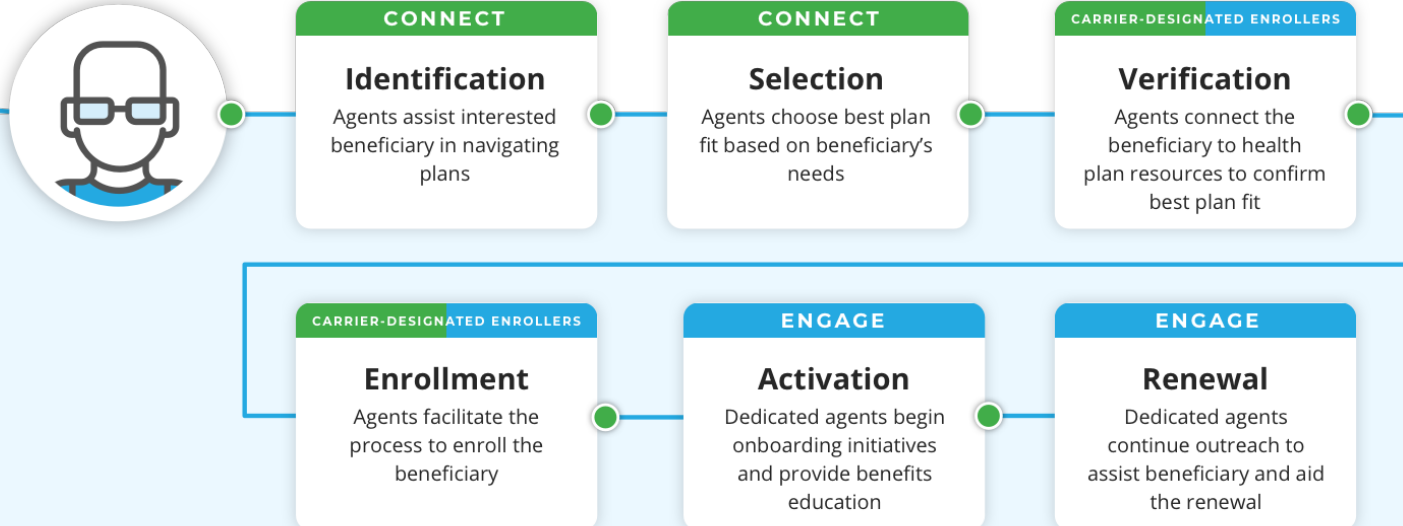 CONNECT
Identification
Agents assist interested
beneficiary in navigating
plans
CONNECT
Selection
Agents choose best plan
fit based on beneficiary's
needs
CARRIER-DESIGNATED ENROLLERS
Verification
Agents connect the
beneficiary to health
plan resources to confirm
best plan fit
CARRIER-DESIGNATED ENROLLERS
Enrollment
Agents facilitate the
process to enroll the
beneficiary
ENGAGE
Activation
Dedicated agents begin
onboarding initiatives
and provide benefits
education
ENGAGE
Renewal
Dedicated agents
continue outreach to
assist beneficiary and aid
the renewal